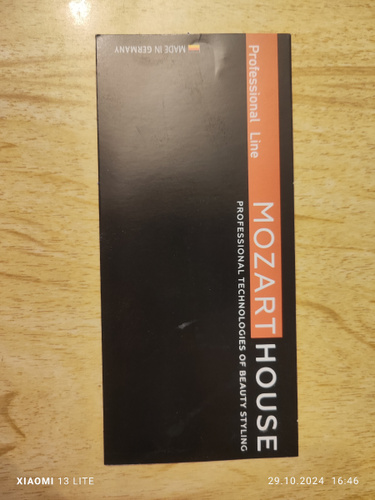 MADE IN GERMANY
Professional Line
MOZART HOUSE
PROFESSIONAL TECHNOLOGIES OF BEAUTY STYLING
XIAOMI 13 LITE
29.10.2024 16:46